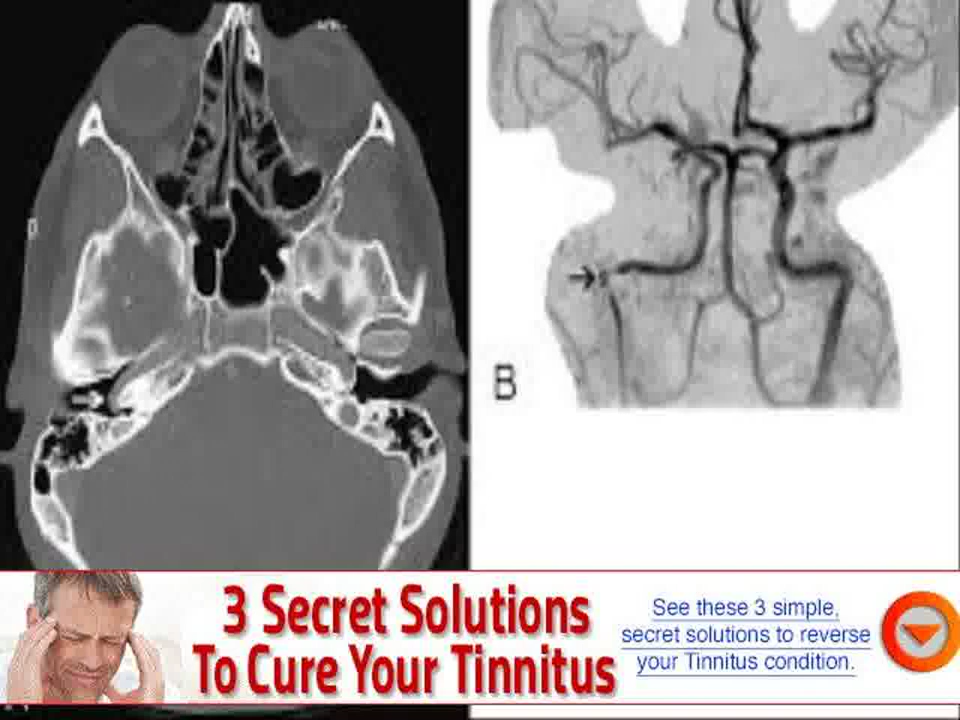 B
3 Secret Solutions
To Cure Your Tinnitus
See these 3 simple,
secret solutions to reverse
your Tinnitus condition.